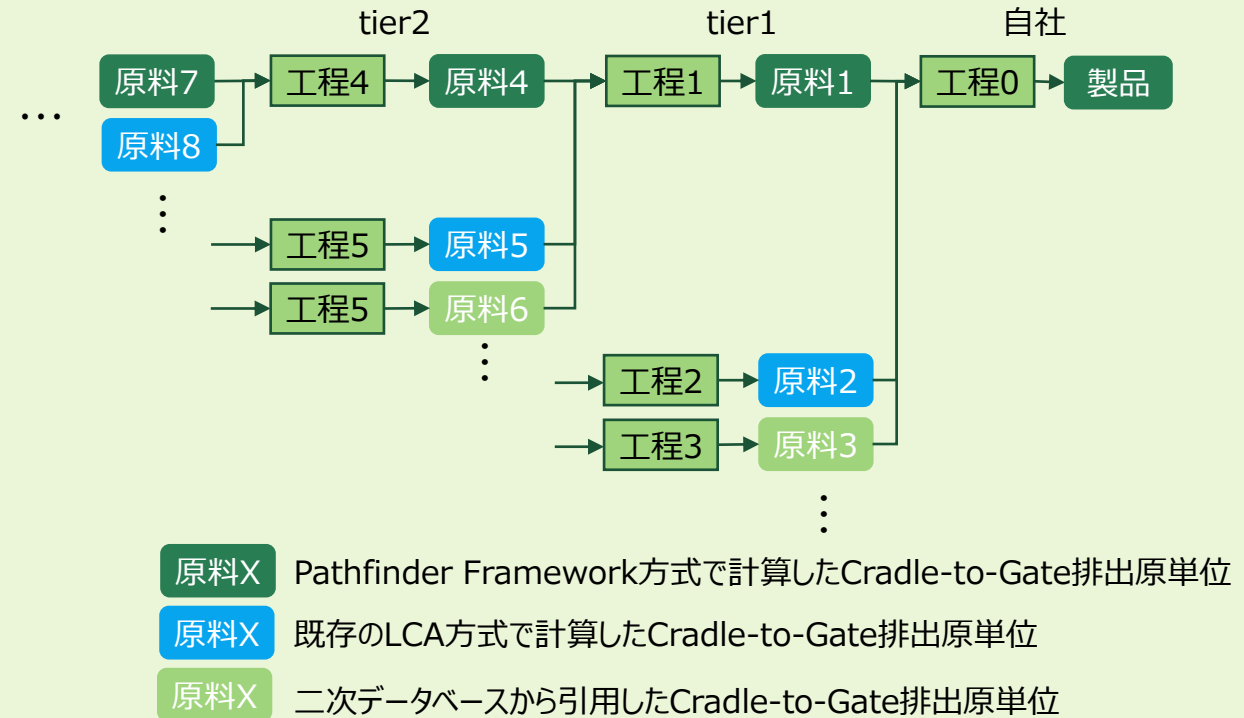 tier2
tier1
自社
原料7
工程4
原料4
工程1
原料1
工程0
製品
…
原料8
⋮
工程5
原料5
工程5
原料6
⋮
工程2
原料2
工程3
原料3
⋮
原料X Pathfinder Framework方式で計算したCradle-to-Gate排出原単位
原料X 既存のLCA方式で計算したCradle-to-Gate排出原単位
原料X 二次データベースから引用したCradle-to-Gate排出原単位